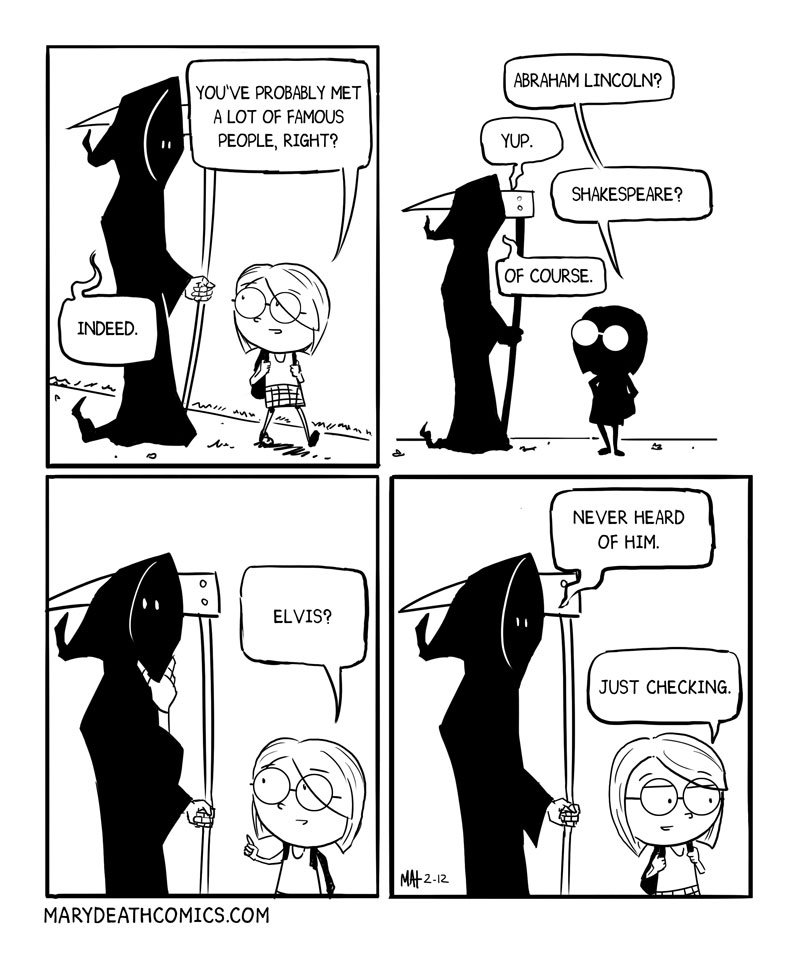 YOU'VE PROBABLY MET
A LOT OF FAMOUS
PEOPLE, RIGHT?
INDEED.
ABRAHAM LINCOLN?
YUP.
SHAKESPEARE?
OF COURSE.
ELVIS?
NEVER HEARD
OF HIM.
JUST CHECKING.
MAH 2-12
MARYDEATHCOMICS.COM